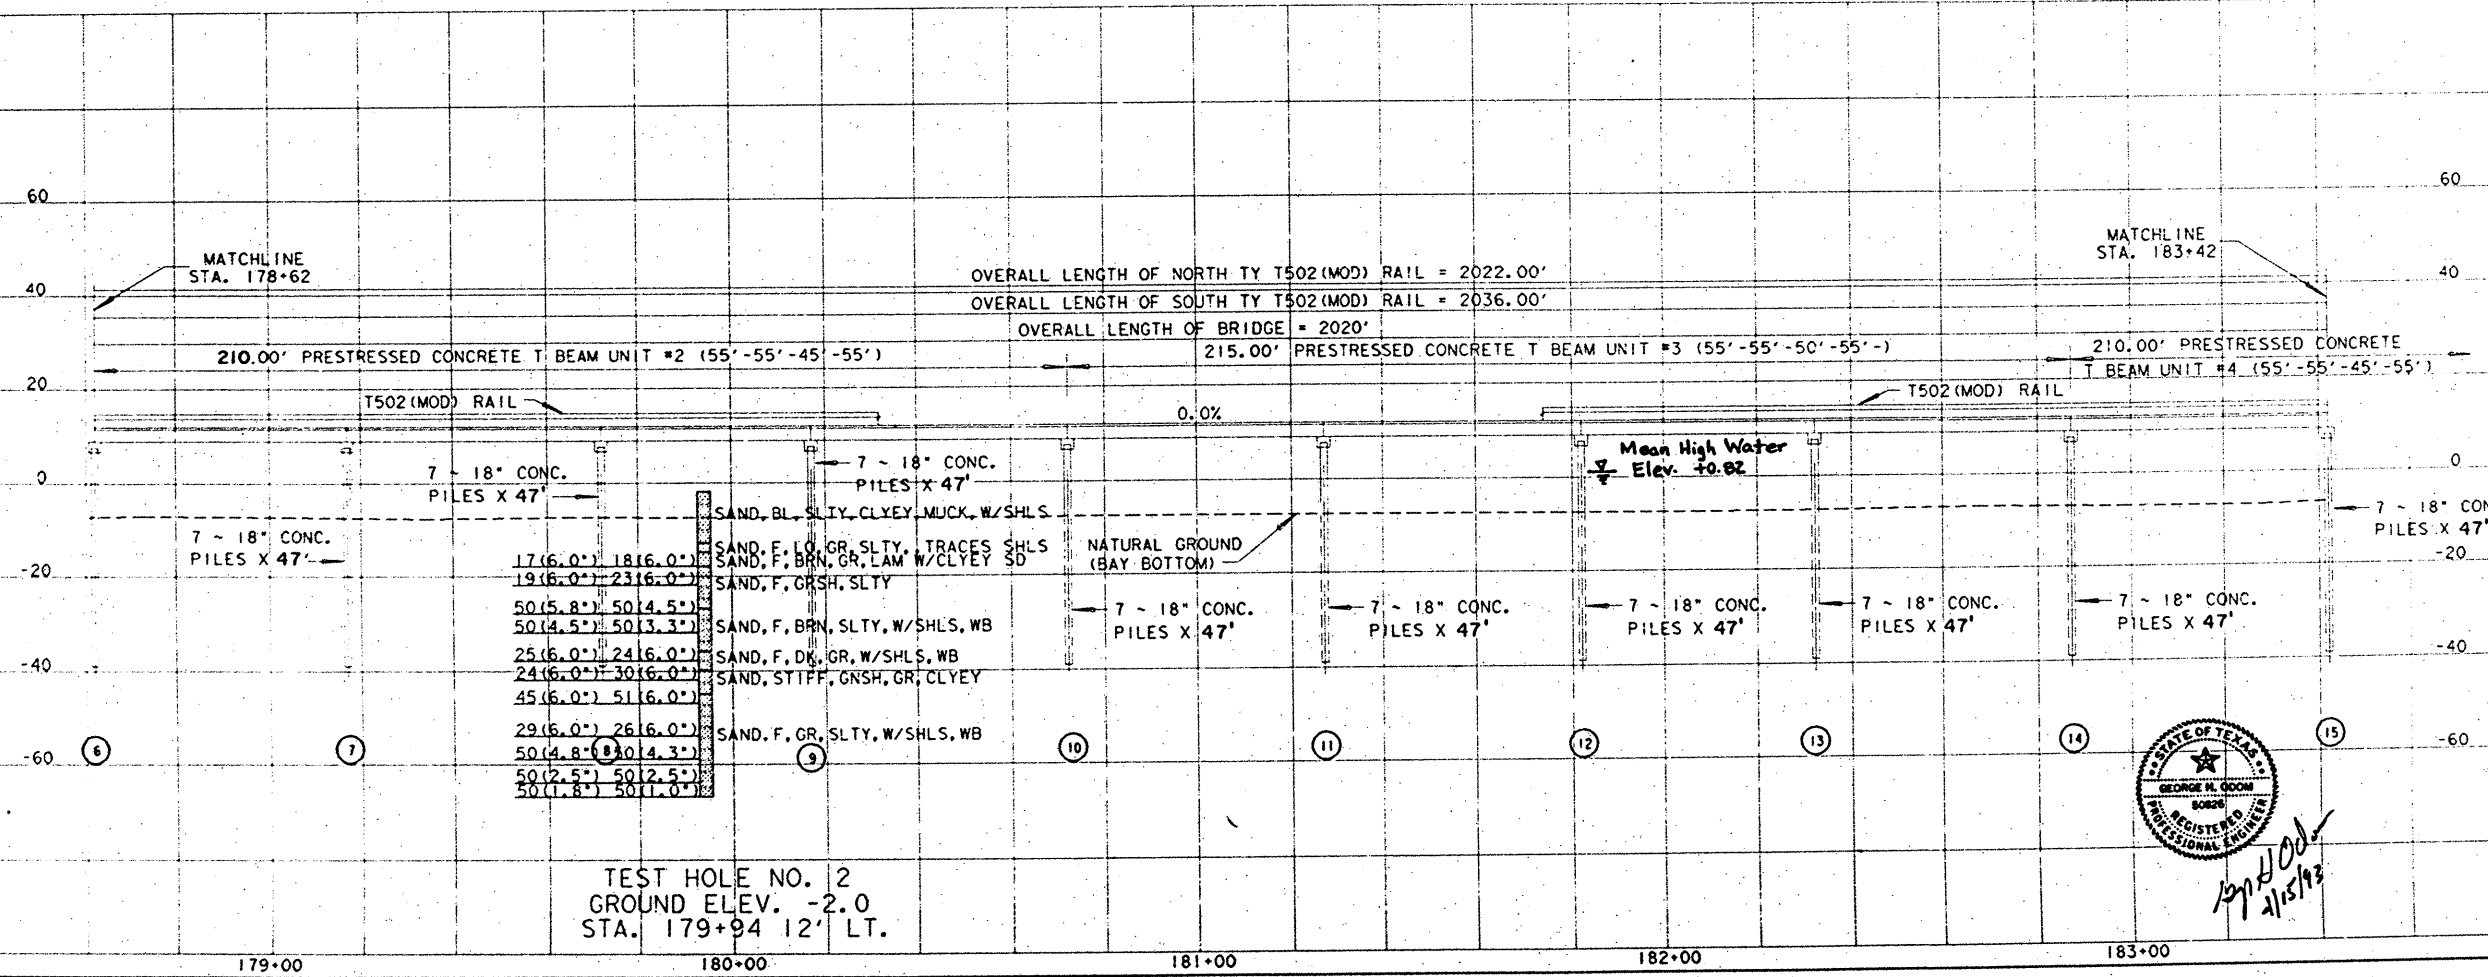 60
60
MATCHLINE
STA. 178+62
MATCHLINE
STA. 183+42
40
40
OVERALL LENGTH OF NORTH TY T502(MOD) RAIL = 2022.00'
OVERALL LENGTH OF SOUTH TY T502(MOD) RAIL = 2036.00'
OVERALL LENGTH OF BRIDGE = 2020'
210.00' PRESTRESSED CONCRETE T BEAM UNIT #2 (55'-55'-45'-55')
215.00' PRESTRESSED CONCRETE T BEAM UNIT #3 (55'-55'-50'-55'-)
210.00' PRESTRESSED CONCRETE
T BEAM UNIT #4 (55'-55'-45'-55')
20
20
T502(MOD) RAIL
0.0%
T502(MOD) RAIL
Mean High Water
Elev. +0.82
0
0
7 ~ 18" CONC.
PILES X 47'
7 ~ 18" CONC.
PILES X 47'
7 ~ 18" CONC.
PILES X 47'
7 ~ 18" CON
PILES X 47'
SAND, BL, SLTY, CLYEY, MUCK, W/SHLS
SAND, F, LO, GR, SLTY, TRACES SHLS
17(6.0") 18(6.0") SAND, F, BRN, GR, LAM W/CLYEY SD
19(6.0") 23(6.0") SAND, F, GRSH, SLTY
50(5.8") 50(4.5")
50(4.5") 50(3.3") SAND, F, BRN, SLTY, W/SHLS, WB
25(6.0") 24(6.0") SAND, F, DK, GR, W/SHLS, WB
24(6.0") 30(6.0") SAND, STIFF, GNSH, GR, CLYEY
45(6.0") 51(6.0")
29(6.0") 26(6.0") SAND, F, GR, SLTY, W/SHLS, WB
50(4.8") 50(4.3")
50(2.5") 50(2.5")
50(1.8") 50(1.0")
NATURAL GROUND
(BAY BOTTOM)
-20
-20
7 ~ 18" CONC.
PILES X 47'
7 ~ 18" CONC.
PILES X 47'
7 ~ 18" CONC.
PILES X 47'
7 ~ 18" CONC.
PILES X 47'
7 ~ 18" CONC.
PILES X 47'
-40
-40
-60
-60
6
7
8
9
10
11
12
13
14
15
STATE OF TEXAS
GEORGE H. ODOM
50826
REGISTERED
PROFESSIONAL ENGINEER
TEST HOLE NO. 2
GROUND ELEV. -2.0
STA. 179+94 12' LT.
179+00
180+00
181+00
182+00
183+00